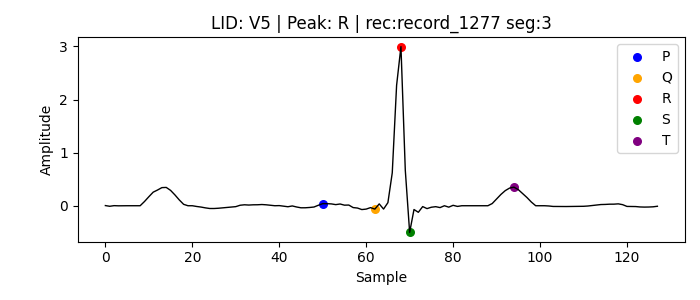 LID: V5 | Peak: R | rec:record_1277 seg:3
Amplitude
3
2
1
0
P
Q
R
S
T
0 20 40 60 80 100 120
Sample